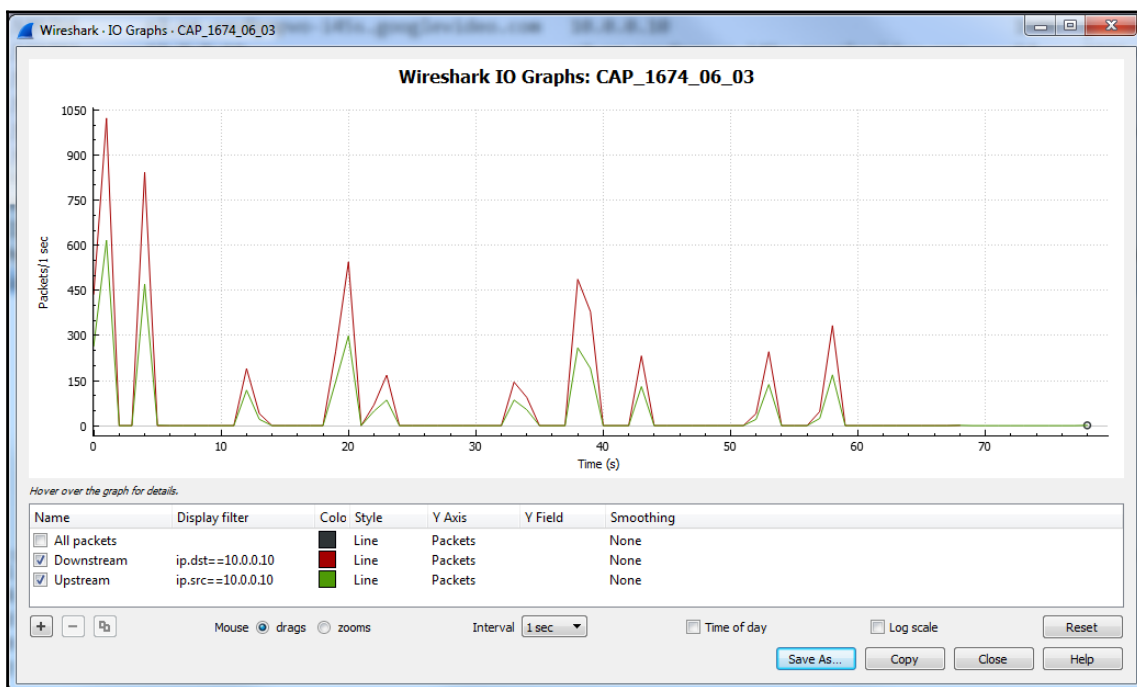 Wireshark · IO Graphs · CAP_1674_06_03
Wireshark IO Graphs: CAP_1674_06_03
1050
900
750
600
450
300
150
0
Packets/1 sec
0 10 20 30 40 50 60 70
Time (s)
Hover over the graph for details.
Name Display filter Colo Style Y Axis Y Field Smoothing
All packets Line Packets None
Downstream ip.dst==10.0.0.10 Line Packets None
Upstream ip.src==10.0.0.10 Line Packets None
Mouse drags zooms Interval 1 sec Time of day Log scale Reset
Save As... Copy Close Help